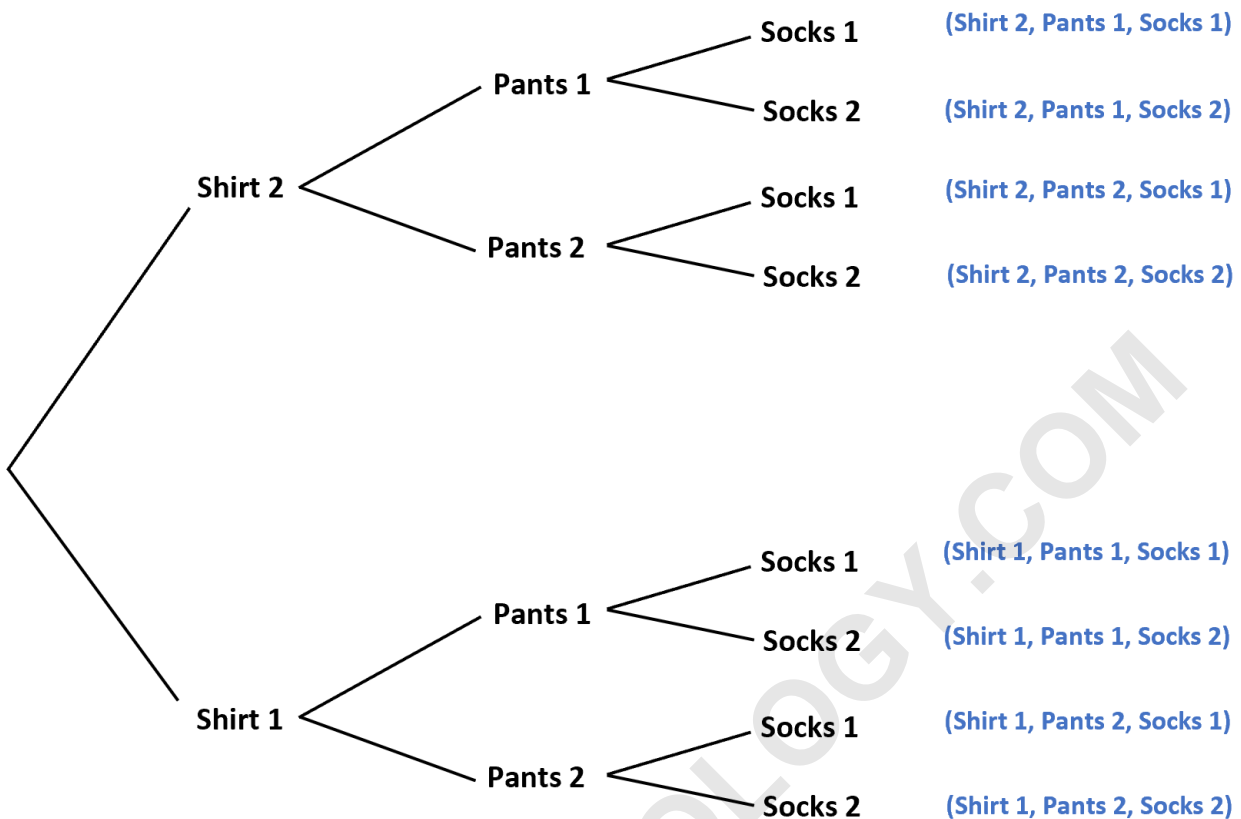 Socks 1 (Shirt 2, Pants 1, Socks 1)
Pants 1
Socks 2 (Shirt 2, Pants 1, Socks 2)
Shirt 2
Socks 1 (Shirt 2, Pants 2, Socks 1)
Pants 2
Socks 2 (Shirt 2, Pants 2, Socks 2)
Socks 1 (Shirt 1, Pants 1, Socks 1)
Pants 1
Socks 2 (Shirt 1, Pants 1, Socks 2)
Shirt 1
Socks 1 (Shirt 1, Pants 2, Socks 1)
Pants 2
Socks 2 (Shirt 1, Pants 2, Socks 2)
OLOGY.COM